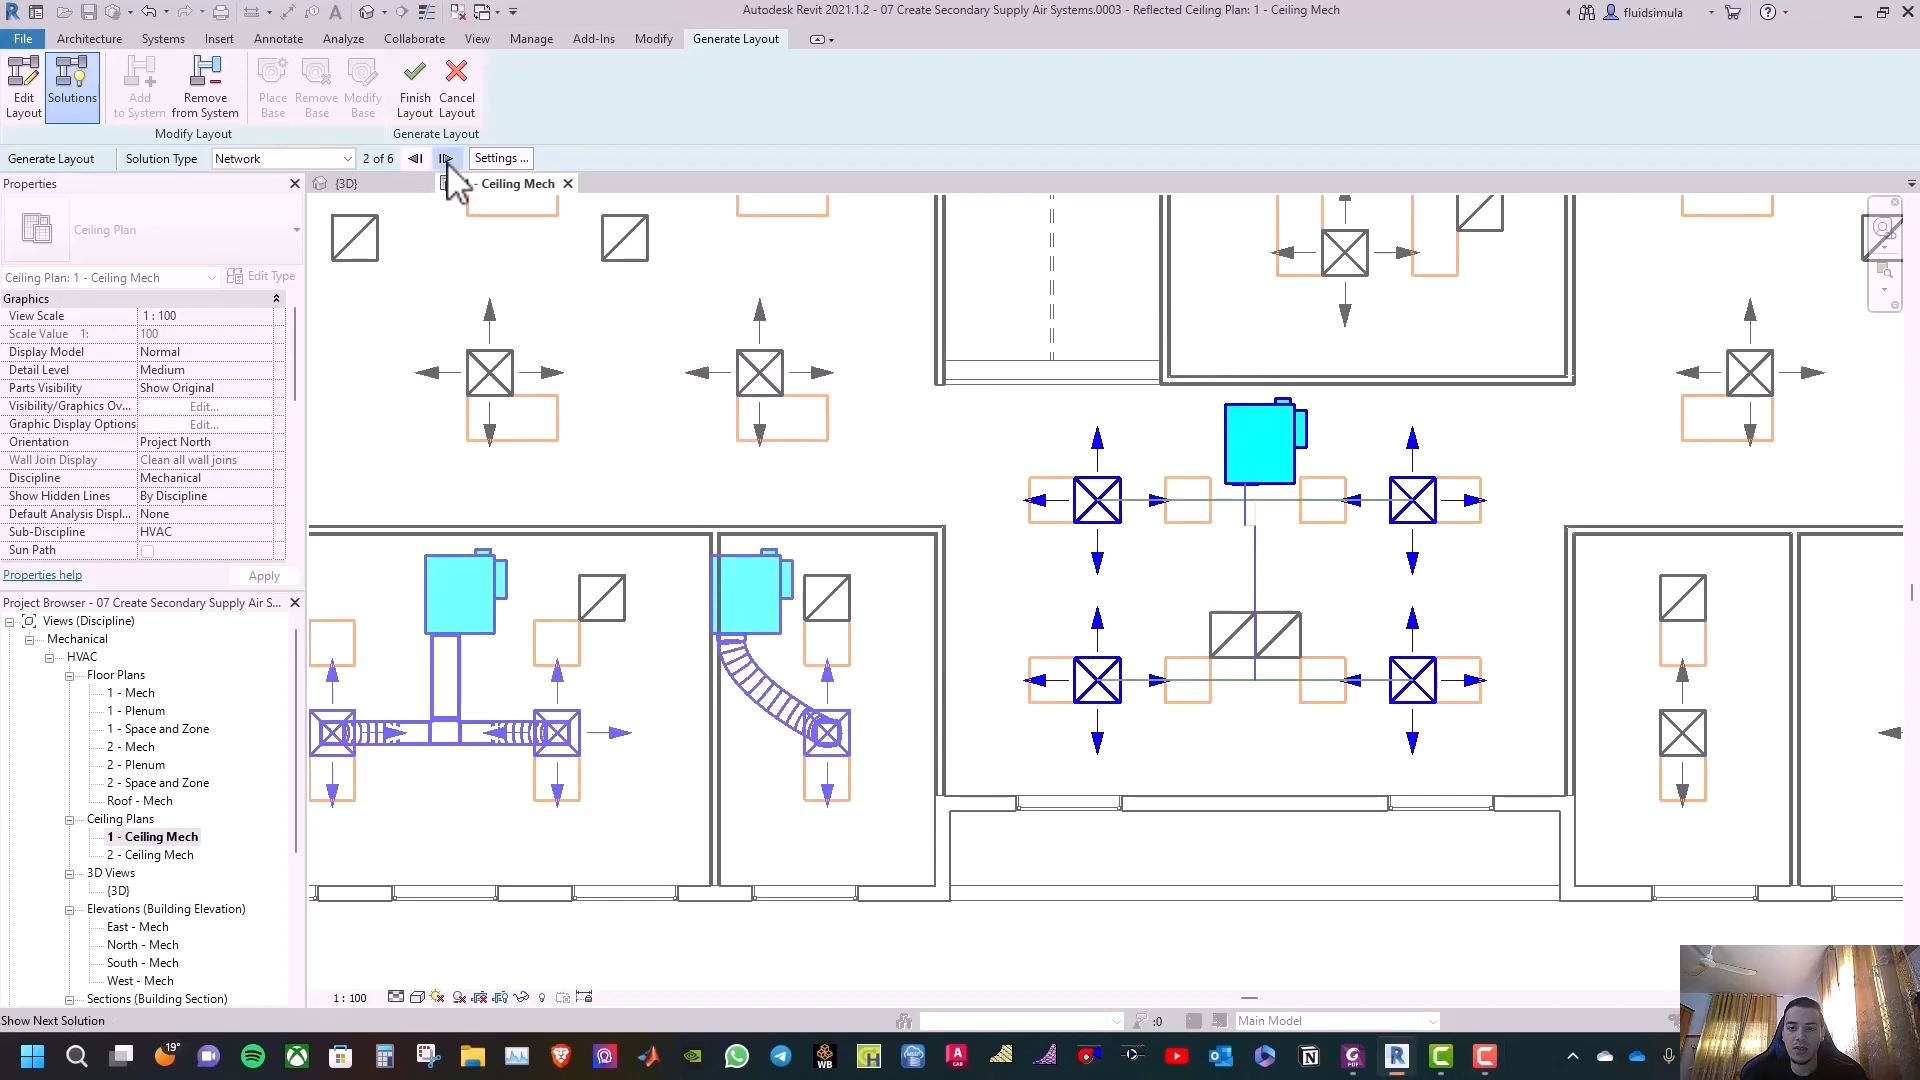 Autodesk Revit 2021.1.2 - 07 Create Secondary Supply Air Systems.0003 - Reflected Ceiling Plan: 1 - Ceiling Mech
fluidsimula
File Architecture Systems Insert Annotate Analyze Collaborate View Manage Add-Ins Modify Generate Layout
Edit Layout
Solutions
Add to System
Remove from System
Place Base
Remove Base
Modify Base
Finish Layout
Cancel Layout
Modify Layout Generate Layout
Generate Layout Solution Type Network 2 of 6 Settings ...
Properties
{3D}
- Ceiling Mech
Ceiling Plan
Ceiling Plan: 1 - Ceiling Mech Edit Type
Graphics
View Scale 1 : 100
Scale Value 1: 100
Display Model Normal
Detail Level Medium
Parts Visibility Show Original
Visibility/Graphics Ov... Edit...
Graphic Display Options Edit...
Orientation Project North
Wall Join Display Clean all wall joins
Discipline Mechanical
Show Hidden Lines By Discipline
Default Analysis Displ... None
Sub-Discipline HVAC
Sun Path
Properties help Apply
Project Browser - 07 Create Secondary Supply Air S...
Views (Discipline)
Mechanical
HVAC
Floor Plans
1 - Mech
1 - Plenum
1 - Space and Zone
2 - Mech
2 - Plenum
2 - Space and Zone
Roof - Mech
Ceiling Plans
1 - Ceiling Mech
2 - Ceiling Mech
3D Views
{3D}
Elevations (Building Elevation)
East - Mech
North - Mech
South - Mech
West - Mech
Sections (Building Section)
1 : 100
Show Next Solution
:0
Main Model
19°
WB